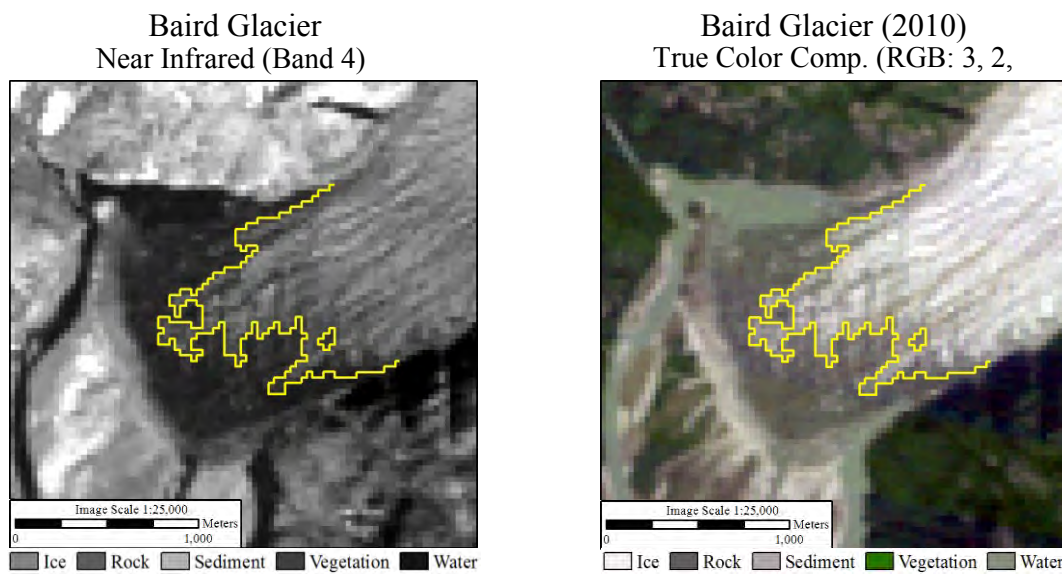 Baird Glacier
Near Infrared (Band 4)
Image Scale 1:25,000
Meters
0 1,000
Ice Rock Sediment Vegetation Water
Baird Glacier (2010)
True Color Comp. (RGB: 3, 2,
Image Scale 1:25,000
Meters
0 1,000
Ice Rock Sediment Vegetation Wate